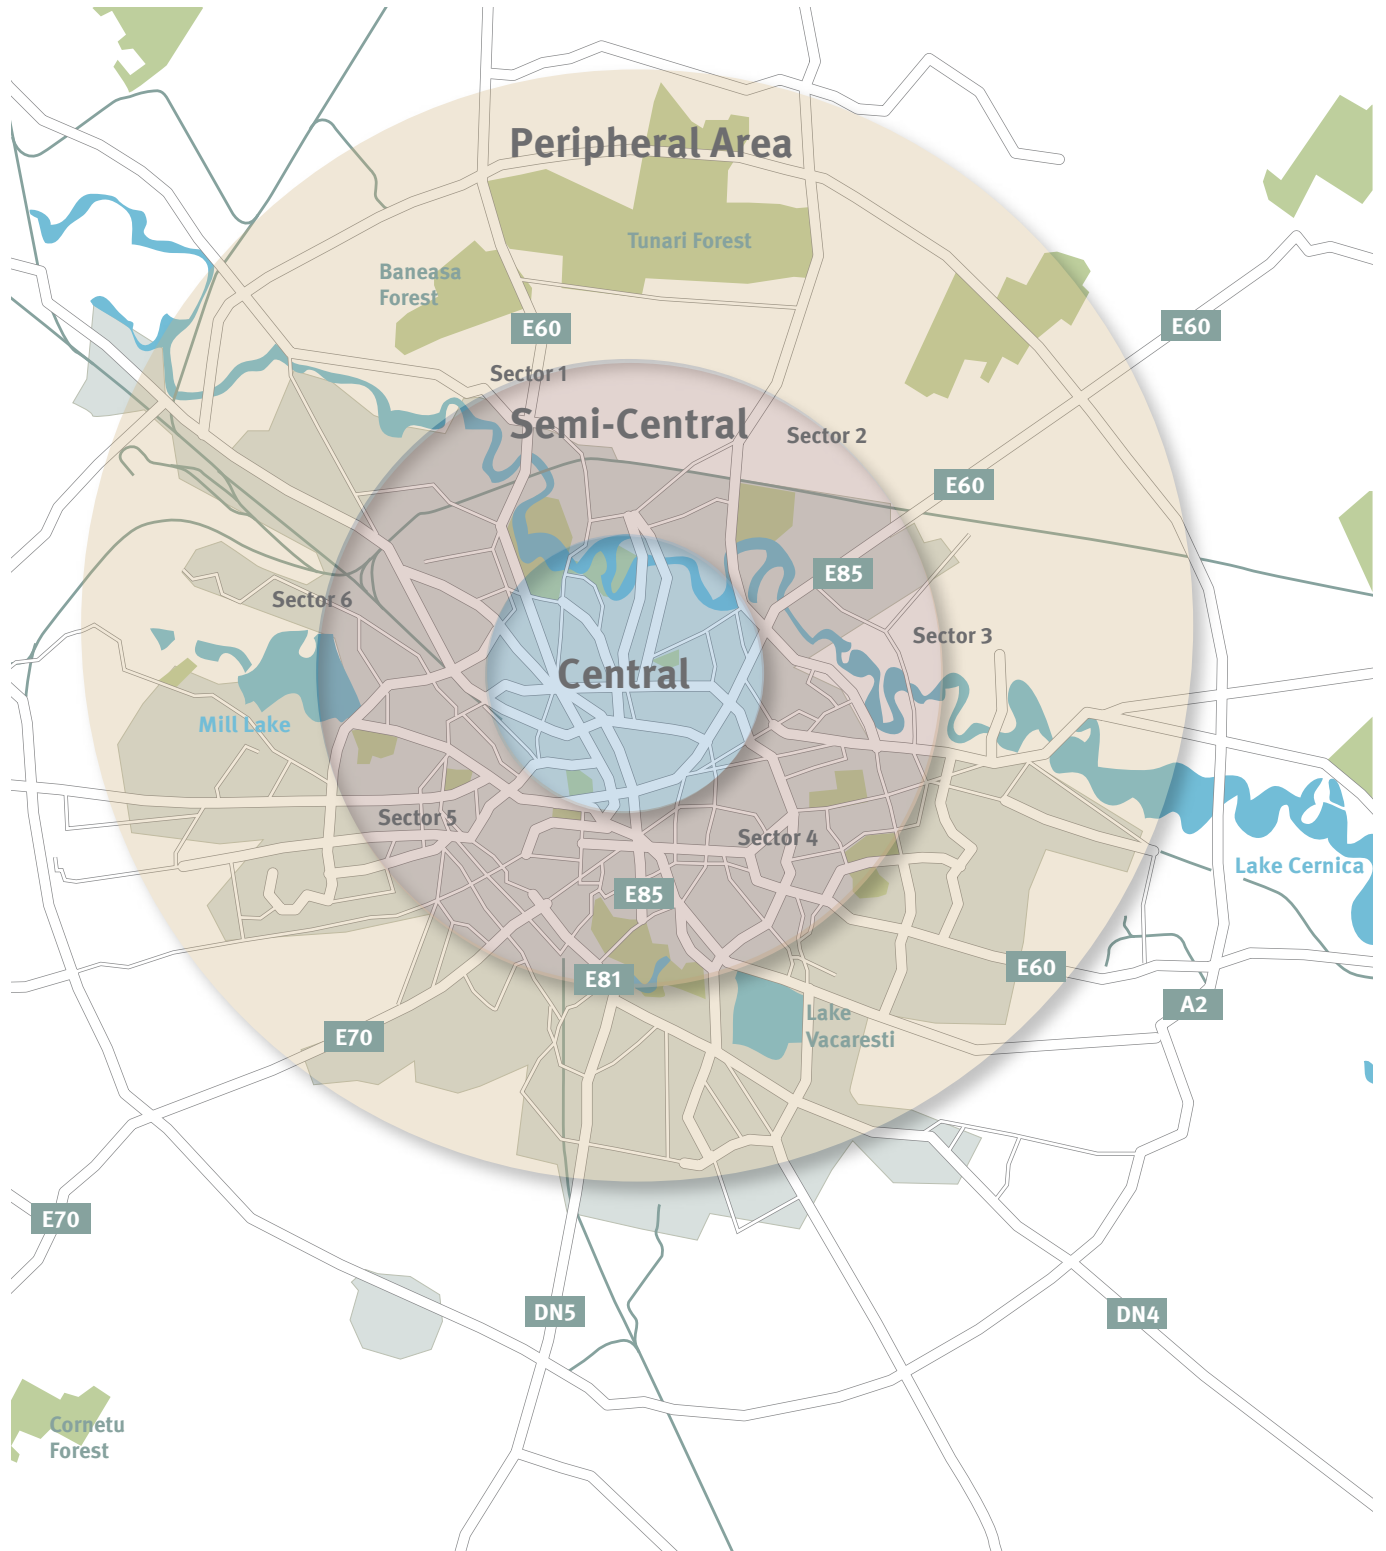 Peripheral Area
Tunari Forest
Baneasa
Forest
E60
E60
Sector 1
Semi-Central
Sector 2
E60
E85
Sector 6
Sector 3
Central
Mill Lake
Sector 5
Sector 4
Lake Cernica
E85
E60
E81
A2
Lake
Vacaresti
E70
E70
DN5
DN4
Cornetu
Forest